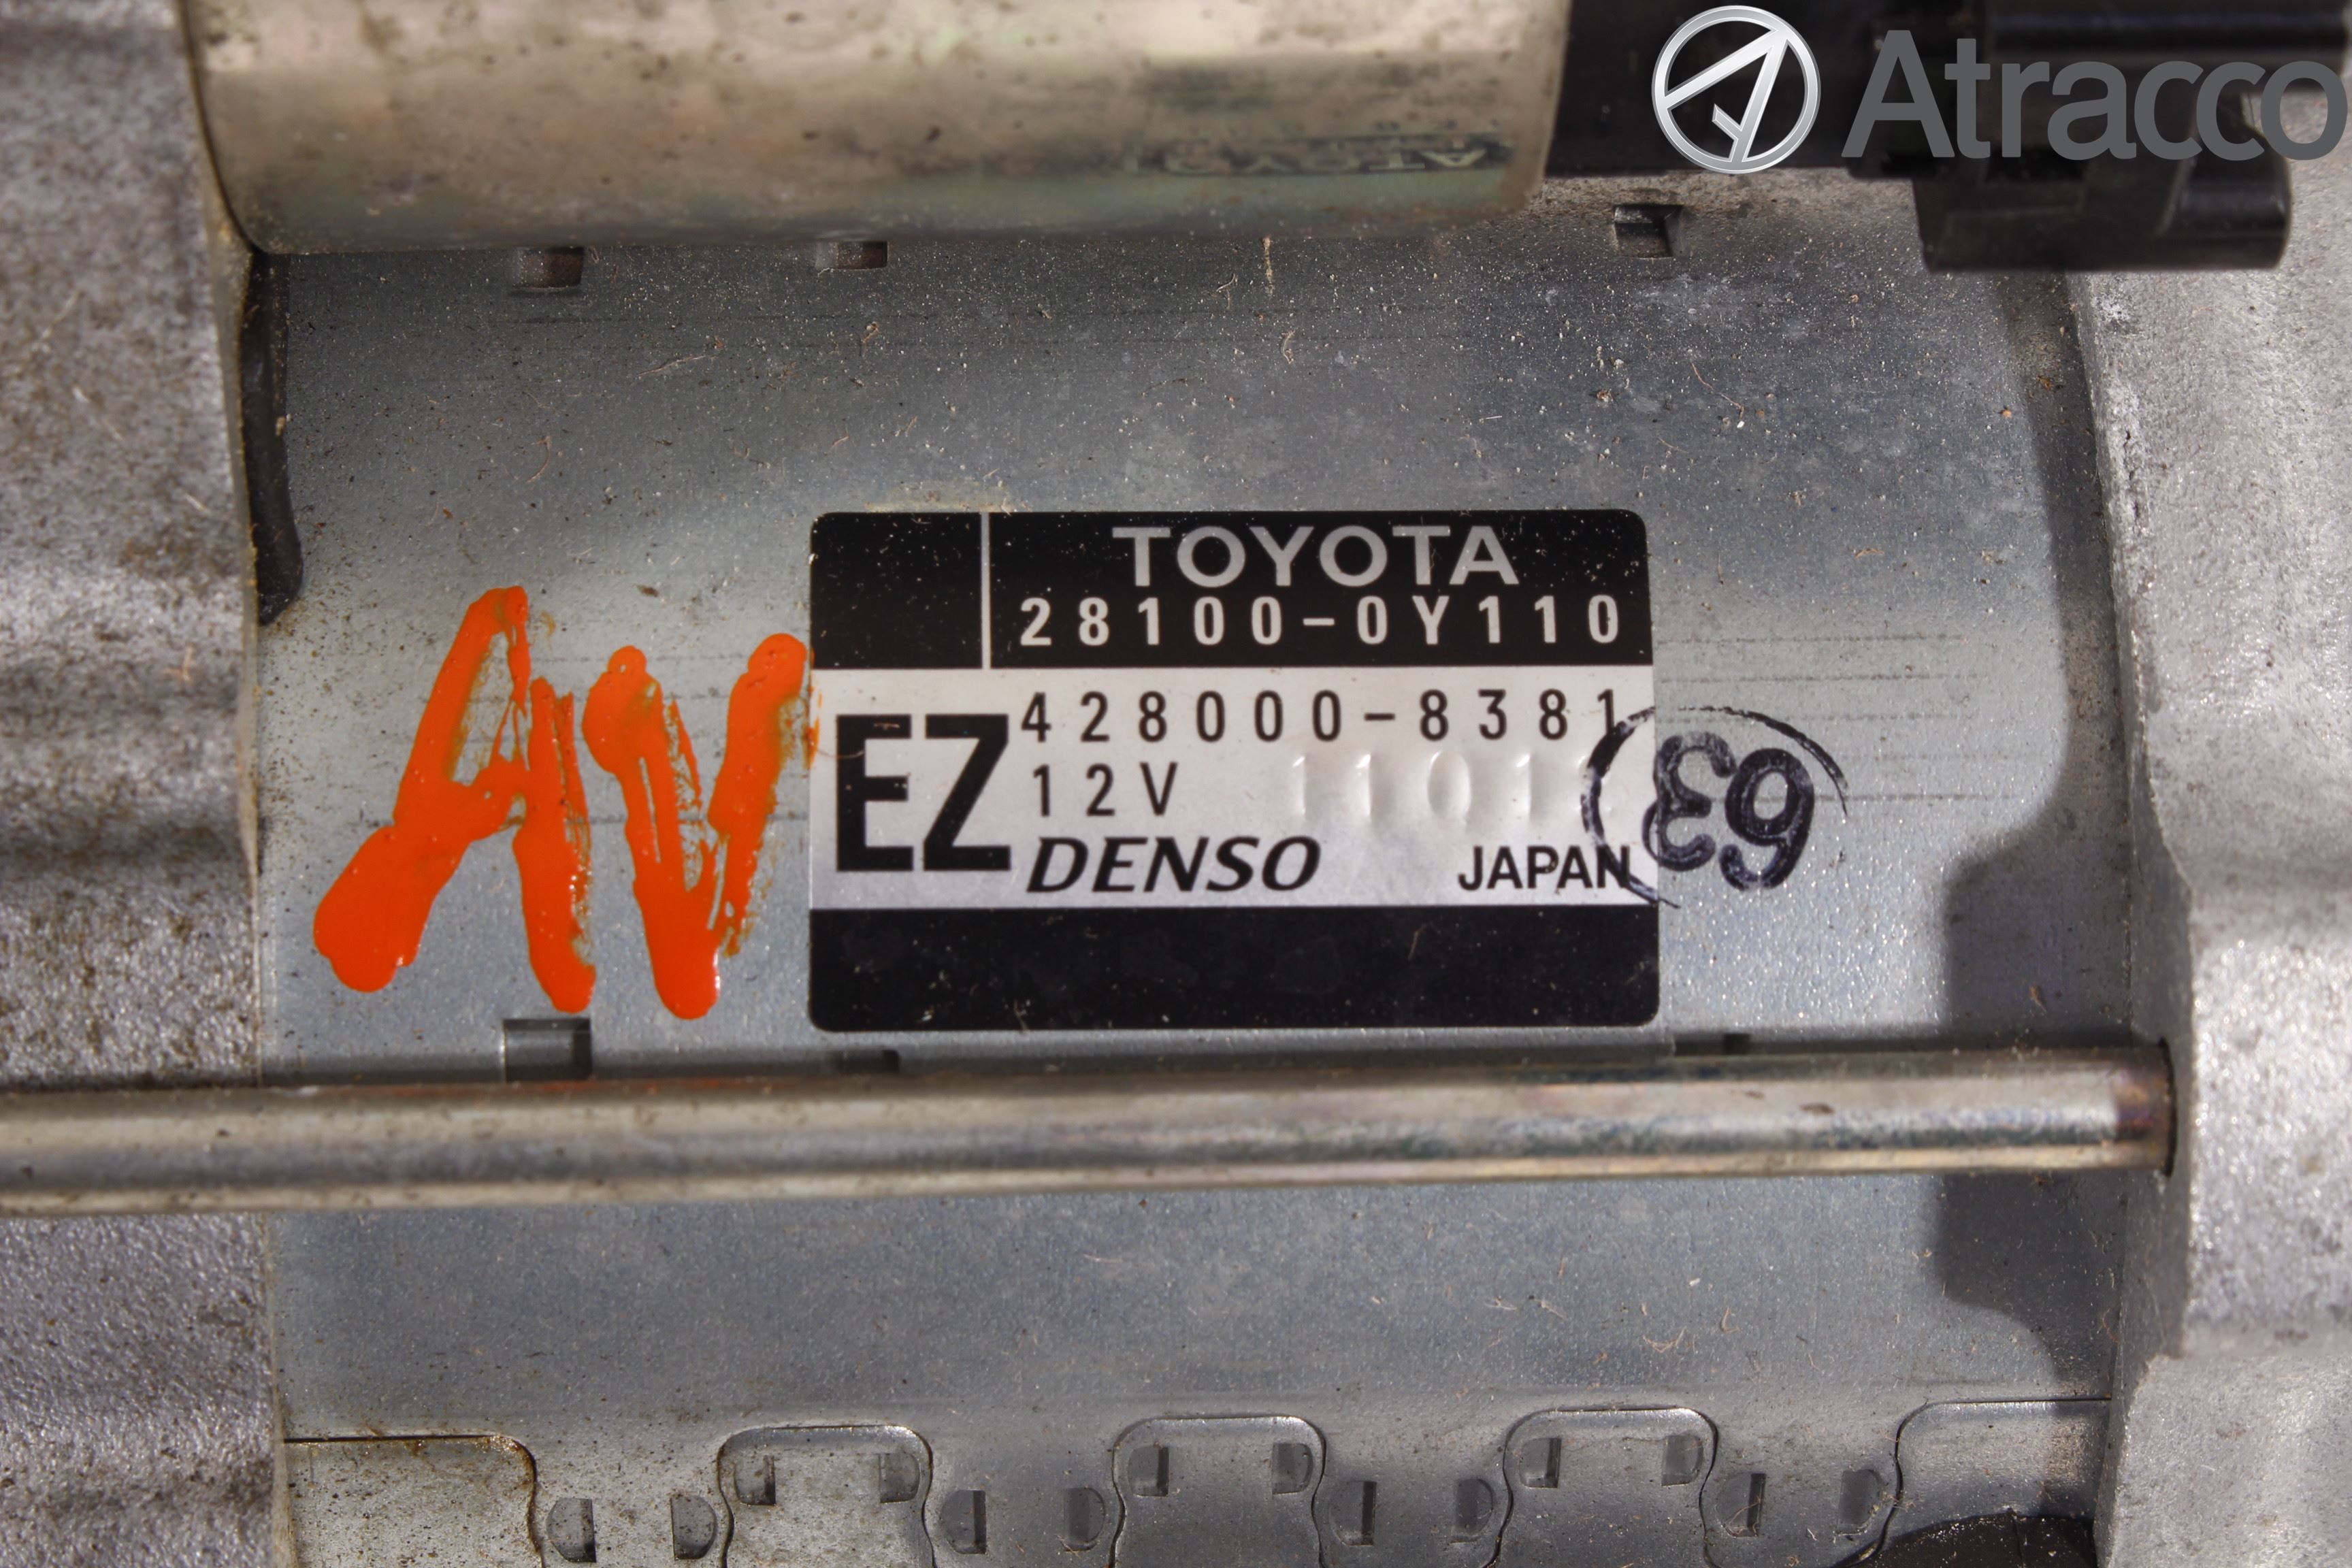 Atracco
TOYOTA
28100-0Y110
428000-8381
EZ
12V
DENSO
JAPAN
63
AV